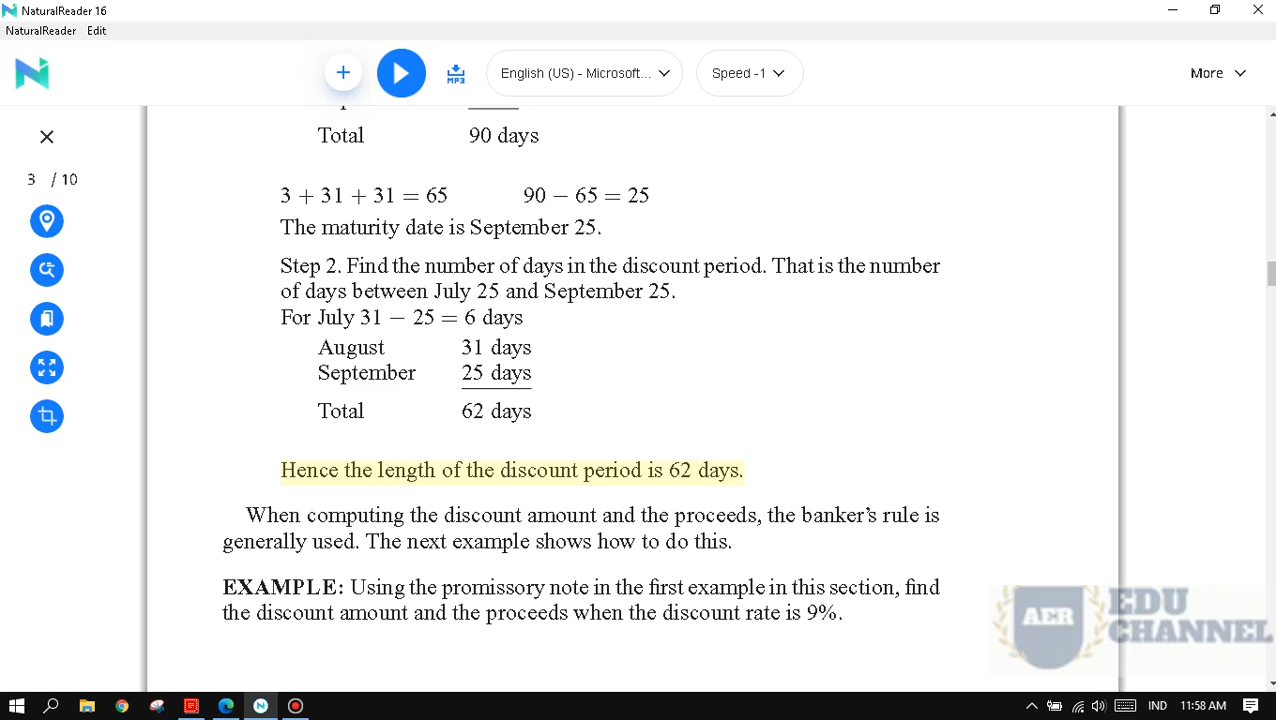 NaturalReader 16
NaturalReader Edit
MP3
English (US) - Microsoft...
Speed -1
More
3 / 10
Total 90 days
3 + 31 + 31 = 65 90 − 65 = 25
The maturity date is September 25.
Step 2. Find the number of days in the discount period. That is the number
of days between July 25 and September 25.
For July 31 − 25 = 6 days
August 31 days
September 25 days
Total 62 days
Hence the length of the discount period is 62 days.
When computing the discount amount and the proceeds, the banker’s rule is
generally used. The next example shows how to do this.
EXAMPLE: Using the promissory note in the first example in this section, find
the discount amount and the proceeds when the discount rate is 9%.
AER EDU
CHANNEL
IND 11:58 AM